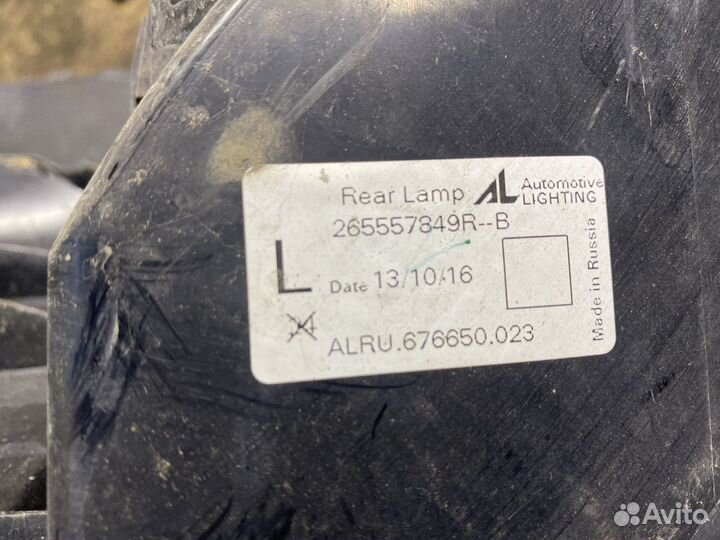 Rear Lamp AL Automotive LIGHTING
265557849R--B
L
Date 13/10/16
Made in Russia
ALRU.676650.023
Avito